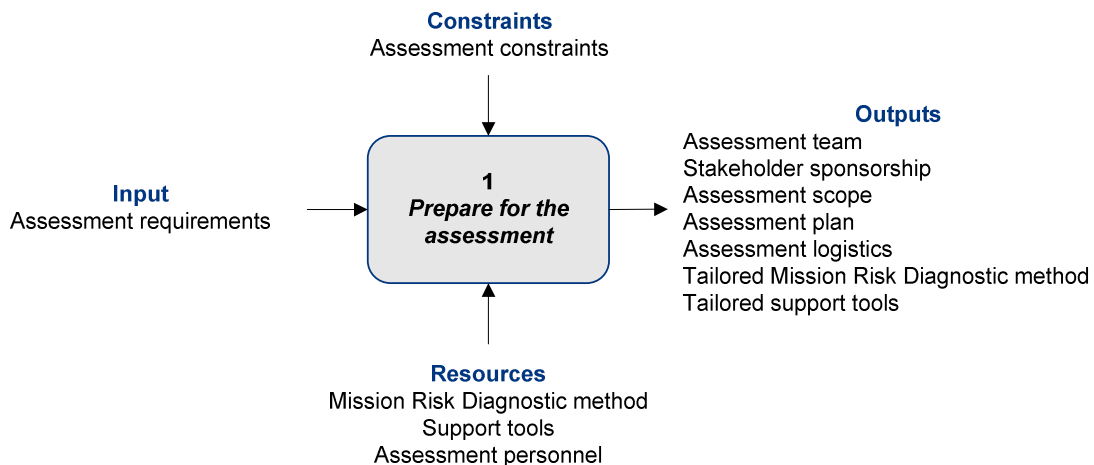 Constraints
Assessment constraints
Input
Assessment requirements
1
Prepare for the
assessment
Outputs
Assessment team
Stakeholder sponsorship
Assessment scope
Assessment plan
Assessment logistics
Tailored Mission Risk Diagnostic method
Tailored support tools
Resources
Mission Risk Diagnostic method
Support tools
Assessment personnel